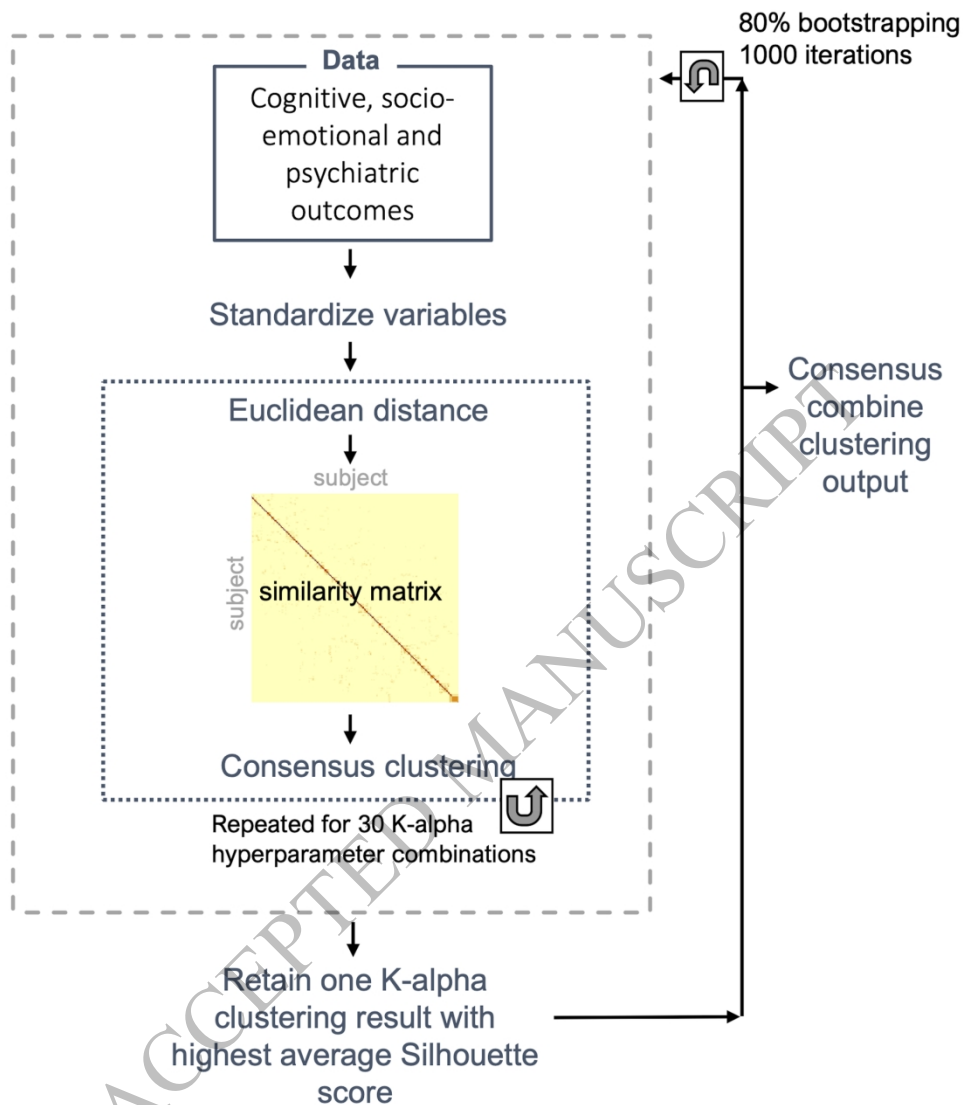 80% bootstrapping
1000 iterations
Data
Cognitive, socio-
emotional and
psychiatric
outcomes
Standardize variables
Euclidean distance
subject
subject
similarity matrix
Consensus clustering
Repeated for 30 K-alpha
hyperparameter combinations
Consensus
combine
clustering
output
Retain one K-alpha
clustering result with
highest average Silhouette
score
ACCEPTED MANUSCRIPT